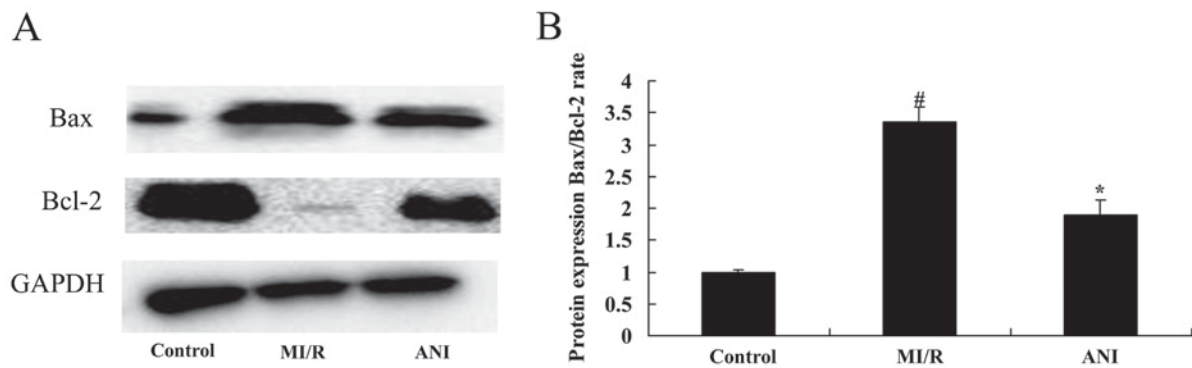 A
Bax
Bcl-2
GAPDH
Control MI/R ANI
B
Protein expression Bax/Bcl-2 rate
4
3.5
3
2.5
2
1.5
1
0.5
0
#
*
Control MI/R ANI